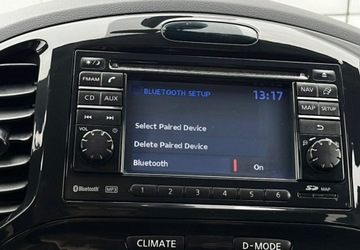 FM/AM
BLUETOOTH SETUP
13:17
NAV
CD
AUX
MAP
SETUP
Select Paired Device
VOL
Delete Paired Device
Bluetooth
On
Bluetooth
MP3
1 2 3 4 5 6
SD
MAP
CLIMATE
D-MODE